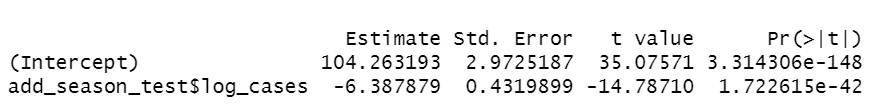 Estimate Std. Error t value Pr(>|t|)
(Intercept) 104.263193 2.9725187 35.07571 3.314306e-148
add_season_test$log_cases -6.387879 0.4319899 -14.78710 1.722615e-42